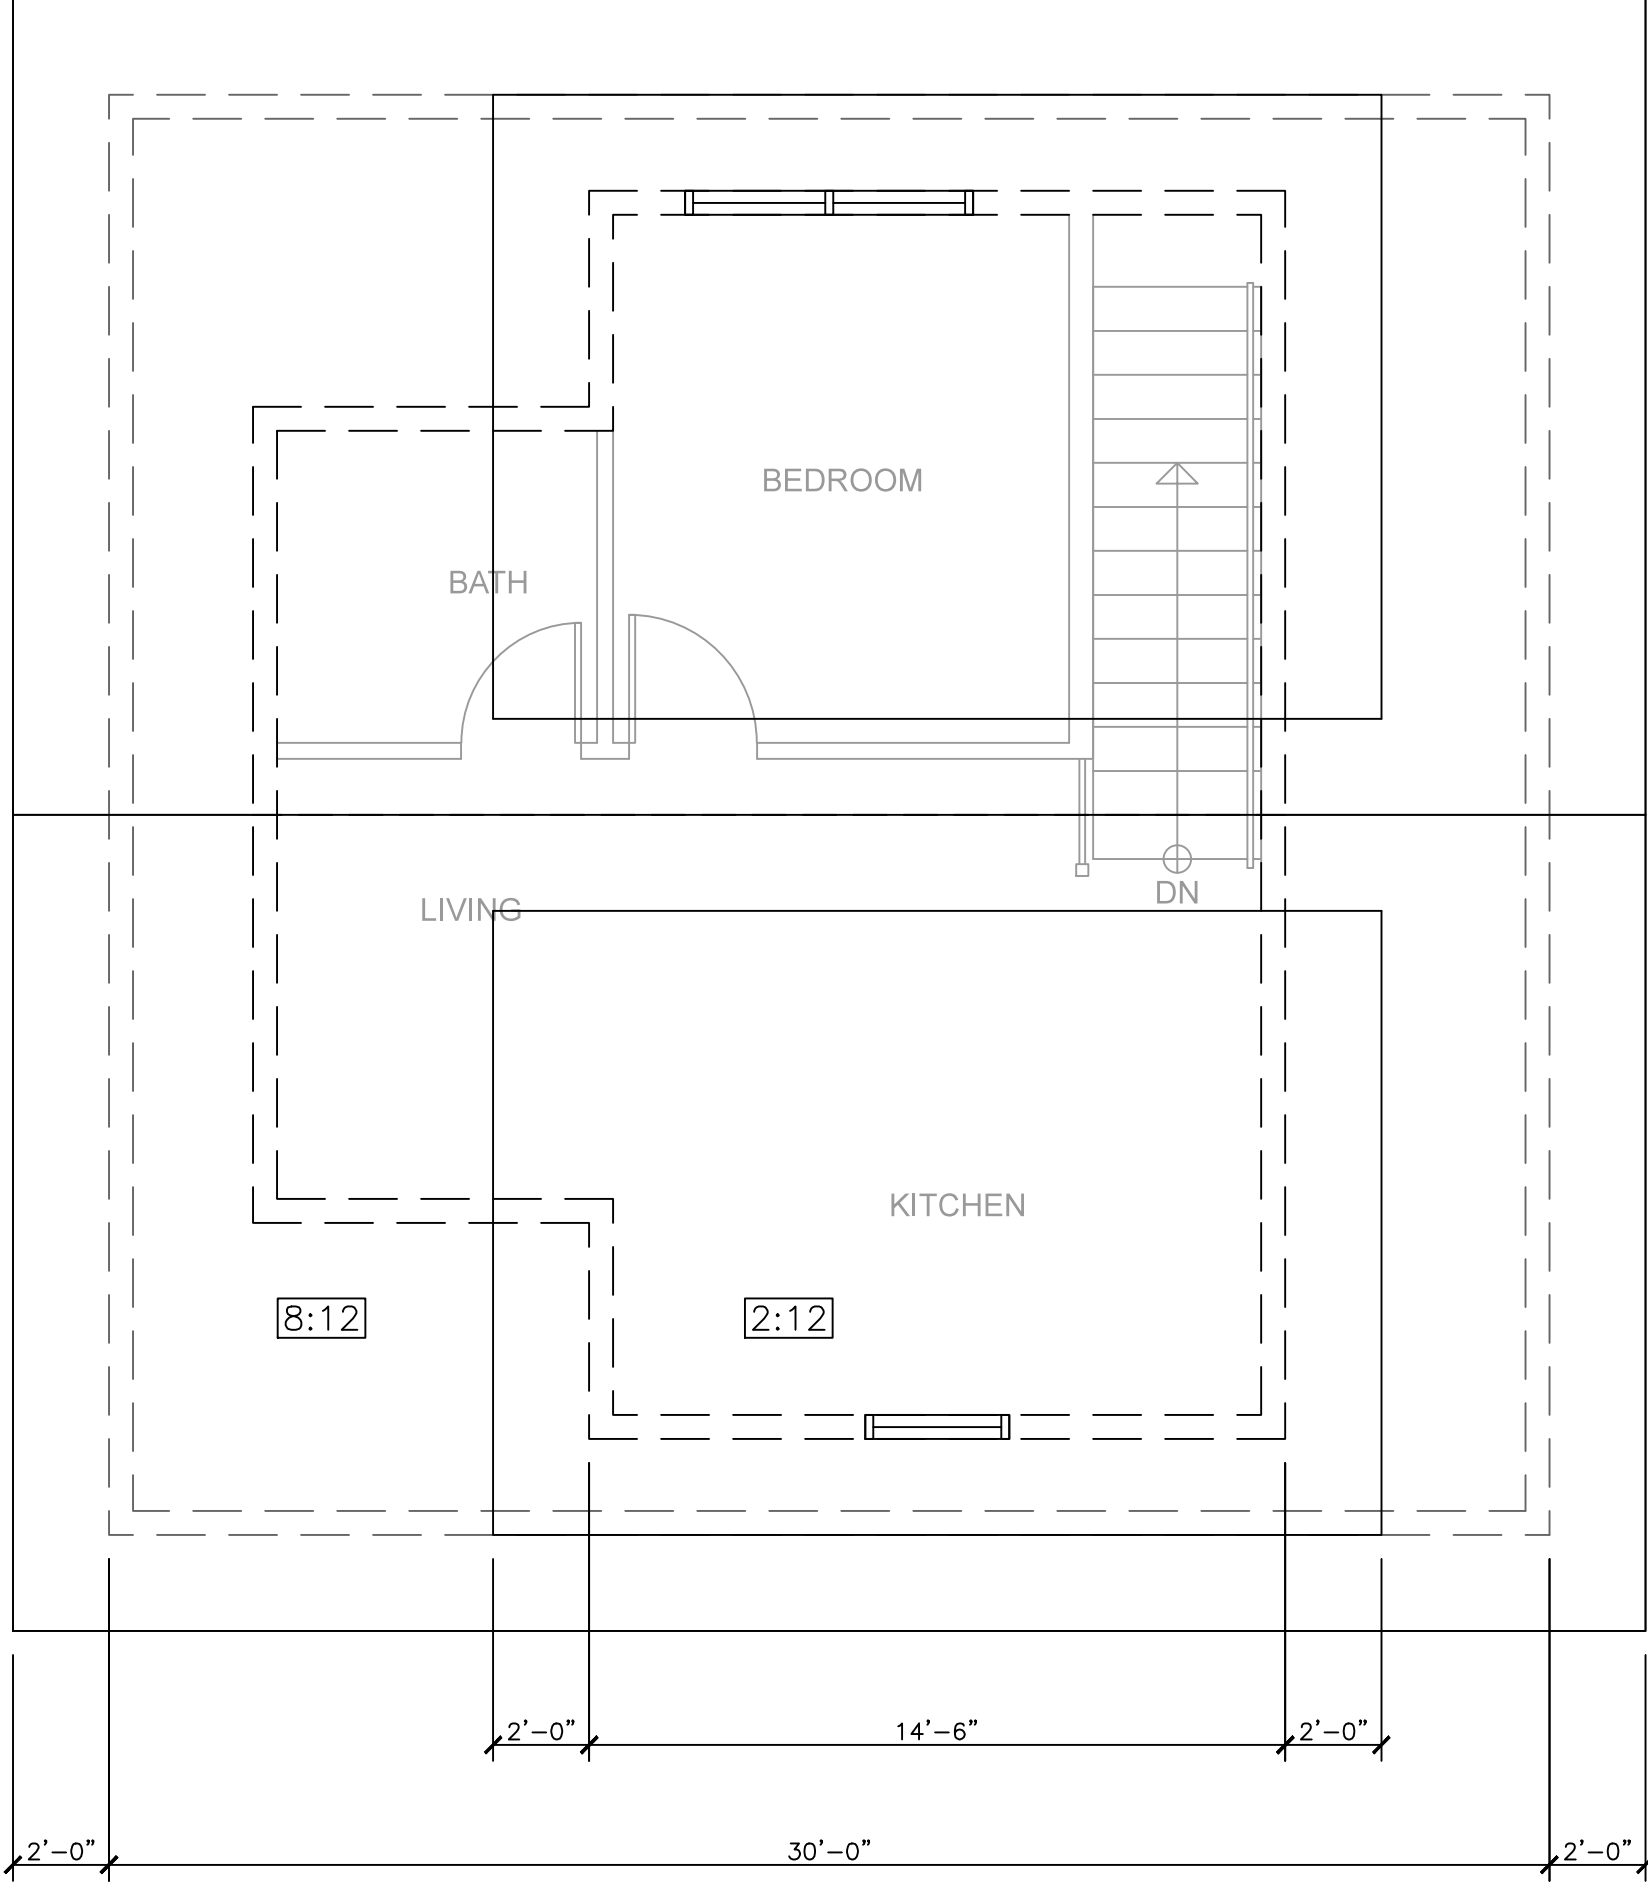 BEDROOM
BATH
DN
LIVING
KITCHEN
8:12
2:12
2'-0"
14'-6"
2'-0"
2'-0"
30'-0"
2'-0"